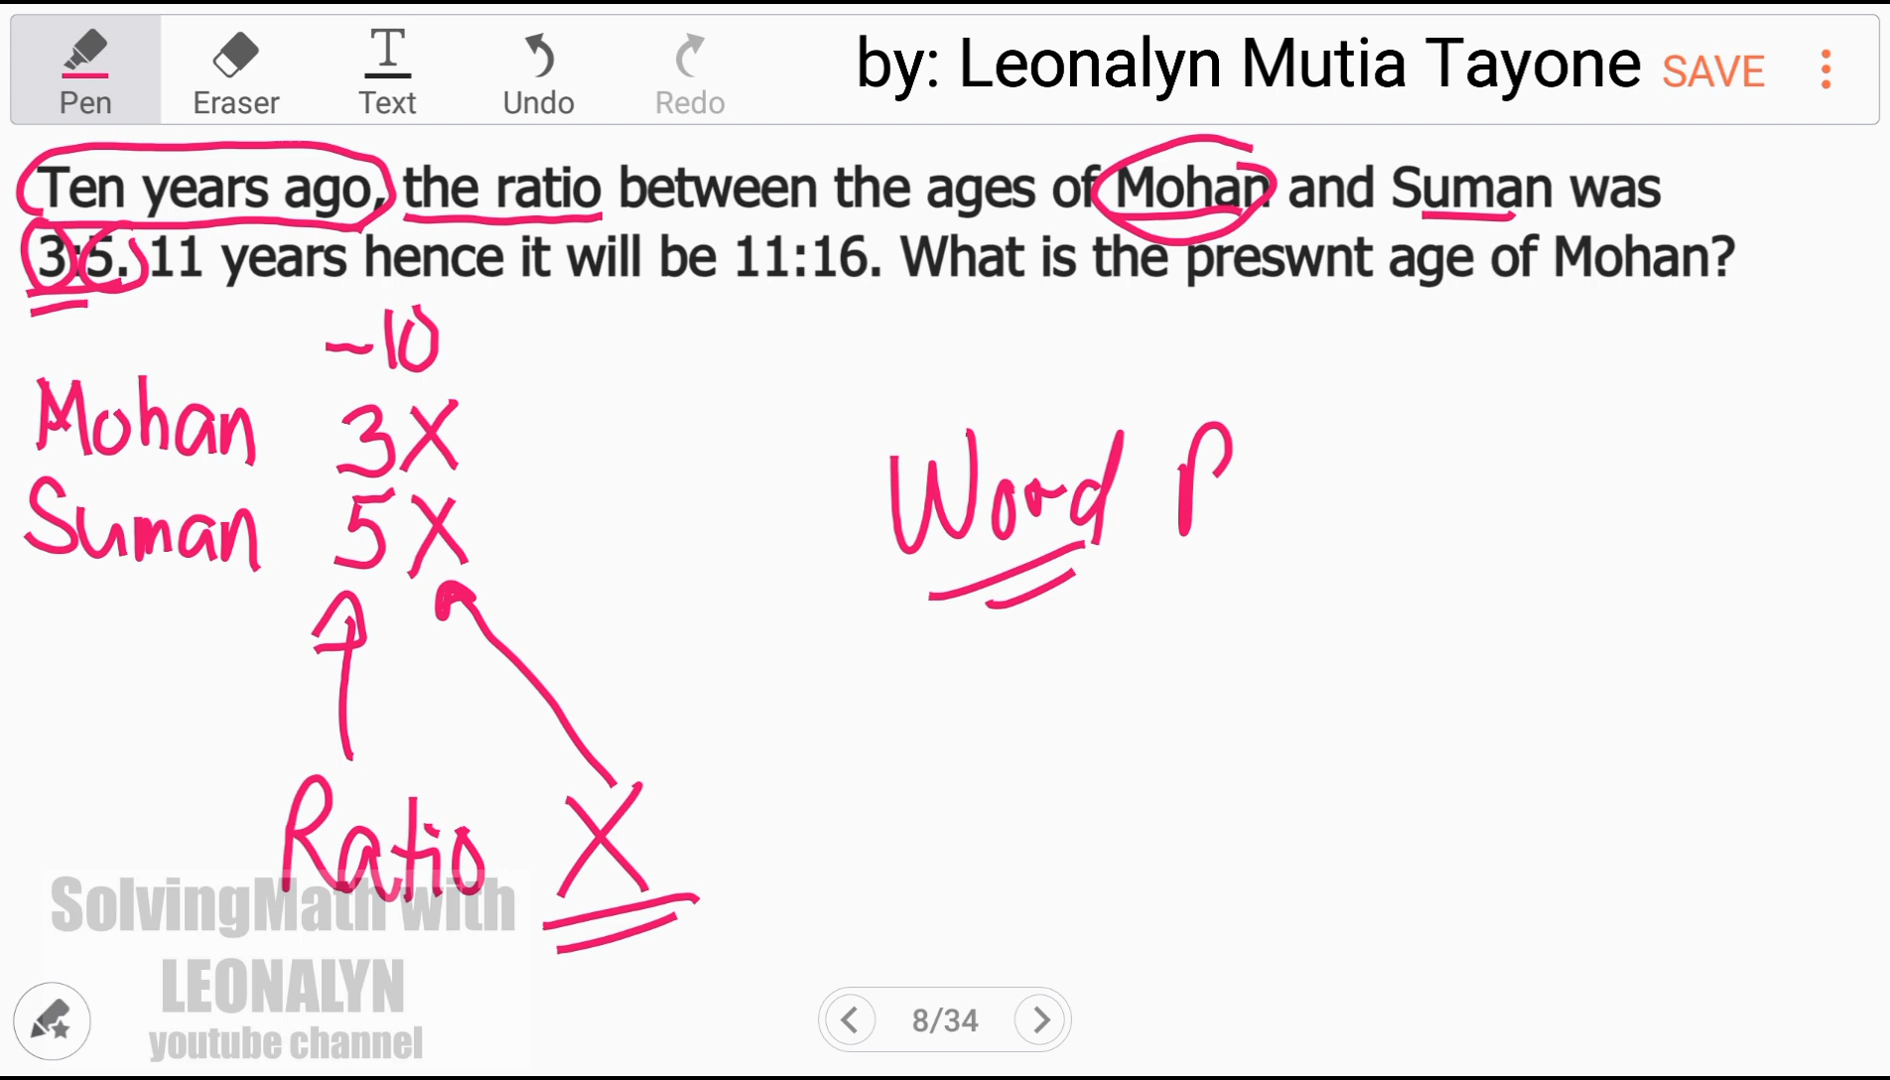 Pen Eraser Text Undo Redo by: Leonalyn Mutia Tayone SAVE
Ten years ago, the ratio between the ages of Mohan and Suman was
3:5. 11 years hence it will be 11:16. What is the preswnt age of Mohan?
-10
Mohan 3X
Suman 5X
Word P
Ratio X
SolvingMath with
LEONALYN
youtube channel
8/34